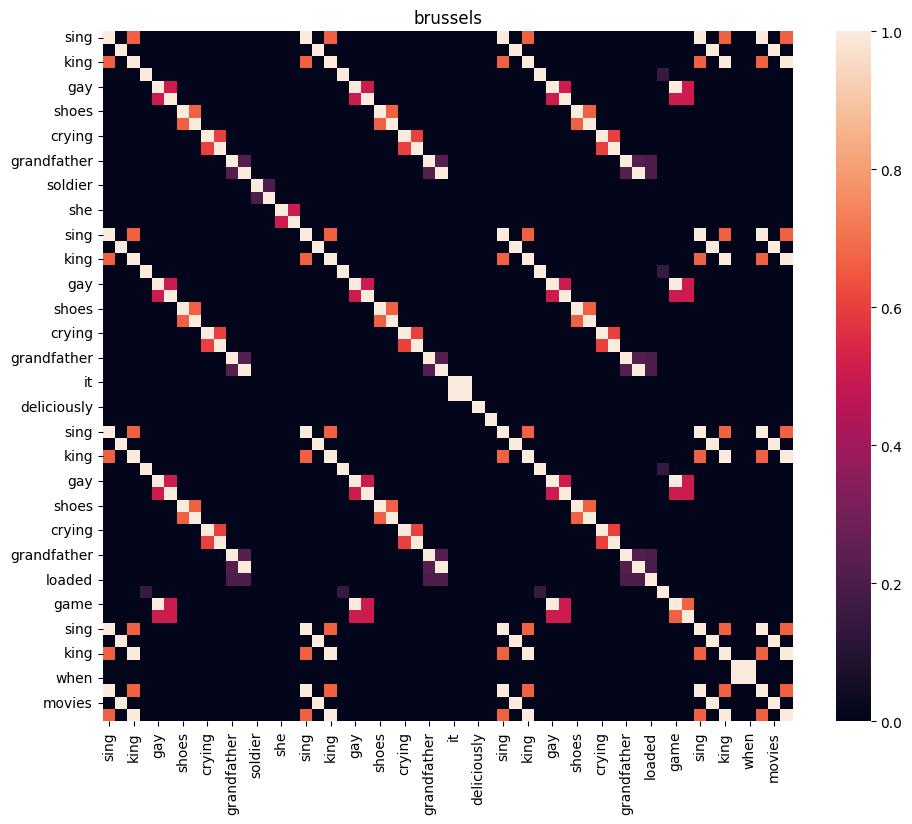 brussels
sing
king
gay
shoes
crying
grandfather
soldier
she
sing
king
gay
shoes
crying
grandfather
it
deliciously
sing
king
gay
shoes
crying
grandfather
loaded
game
sing
king
when
movies
1.0
0.8
0.6
0.4
0.2
0.0
sing
king
gay
shoes
crying
grandfather
soldier
she
sing
king
gay
shoes
crying
grandfather
it
deliciously
sing
king
gay
shoes
crying
grandfather
loaded
game
sing
king
when
movies